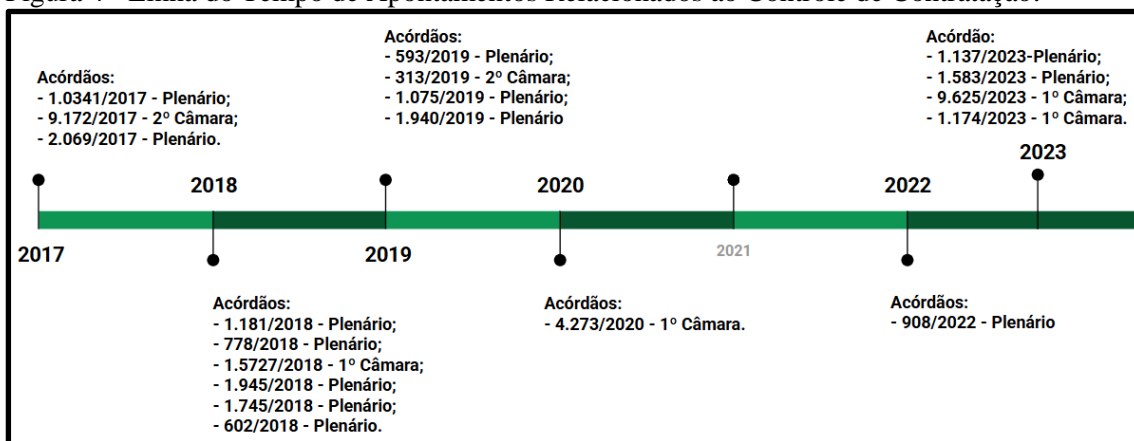 Figura 4 - Linha do Tempo de Apontamentos Relacionados ao Controle de Contratação.
Acórdãos:
- 1.0341/2017 - Plenário;
- 9.172/2017 - 2º Câmara;
- 2.069/2017 - Plenário.
Acórdãos:
- 593/2019 - Plenário;
- 313/2019 - 2º Câmara;
- 1.075/2019 - Plenário;
- 1.940/2019 - Plenário
Acórdão:
- 1.137/2023-Plenário;
- 1.583/2023 - Plenário;
- 9.625/2023 - 1º Câmara;
- 1.174/2023 - 1º Câmara.
2023
2018
2020
2022
2017
2019
2021
Acórdãos:
- 1.181/2018 - Plenário;
- 778/2018 - Plenário;
- 1.5727/2018 - 1º Câmara;
- 1.945/2018 - Plenário;
- 1.745/2018 - Plenário;
- 602/2018 - Plenário.
Acórdãos:
- 4.273/2020 - 1º Câmara.
Acórdãos:
- 908/2022 - Plenário